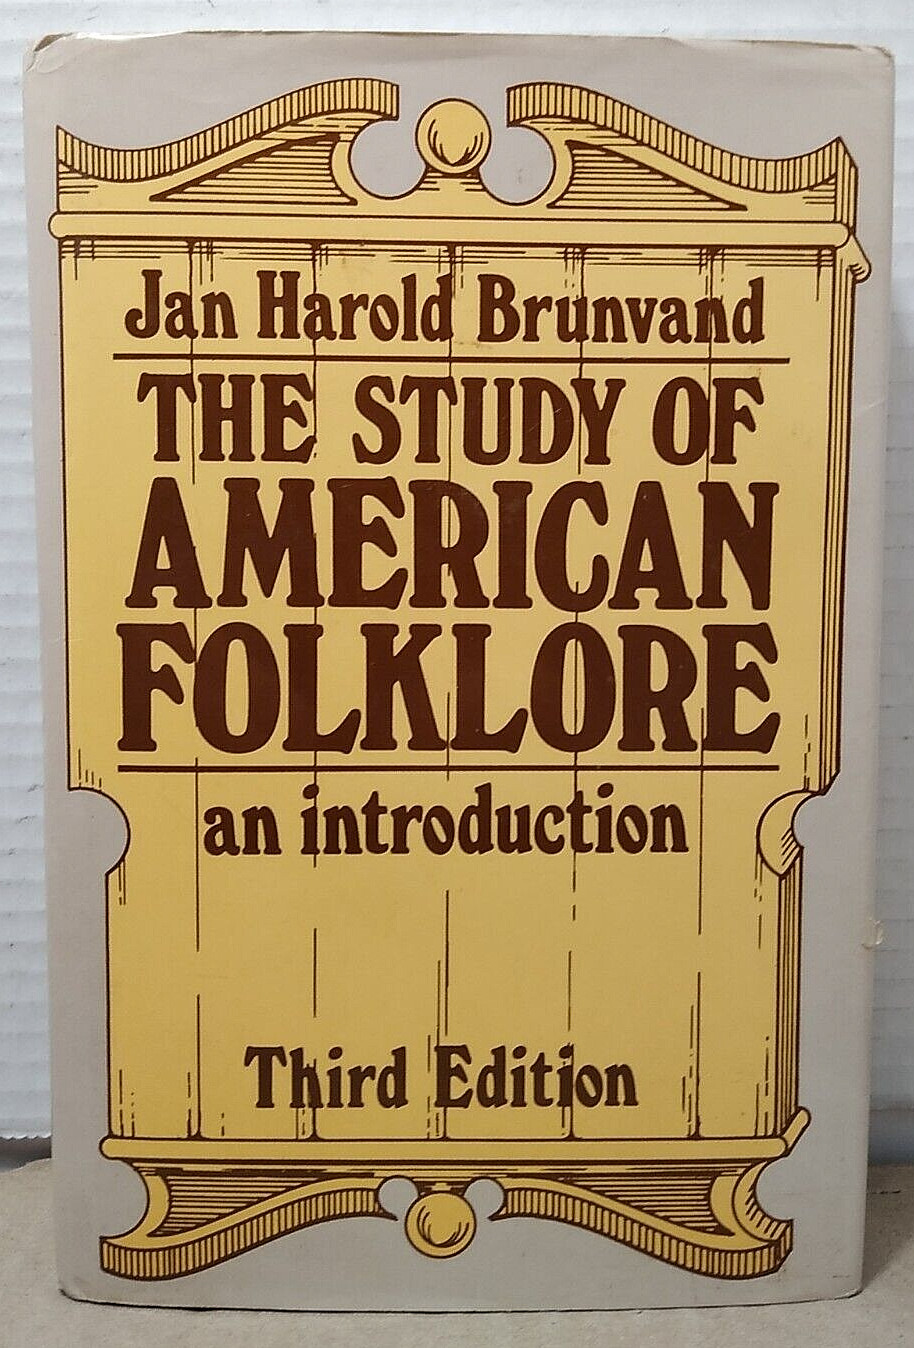 Jan Harold Brunvand
THE STUDY OF
AMERICAN
FOLKLORE
an introduction
Third Edition